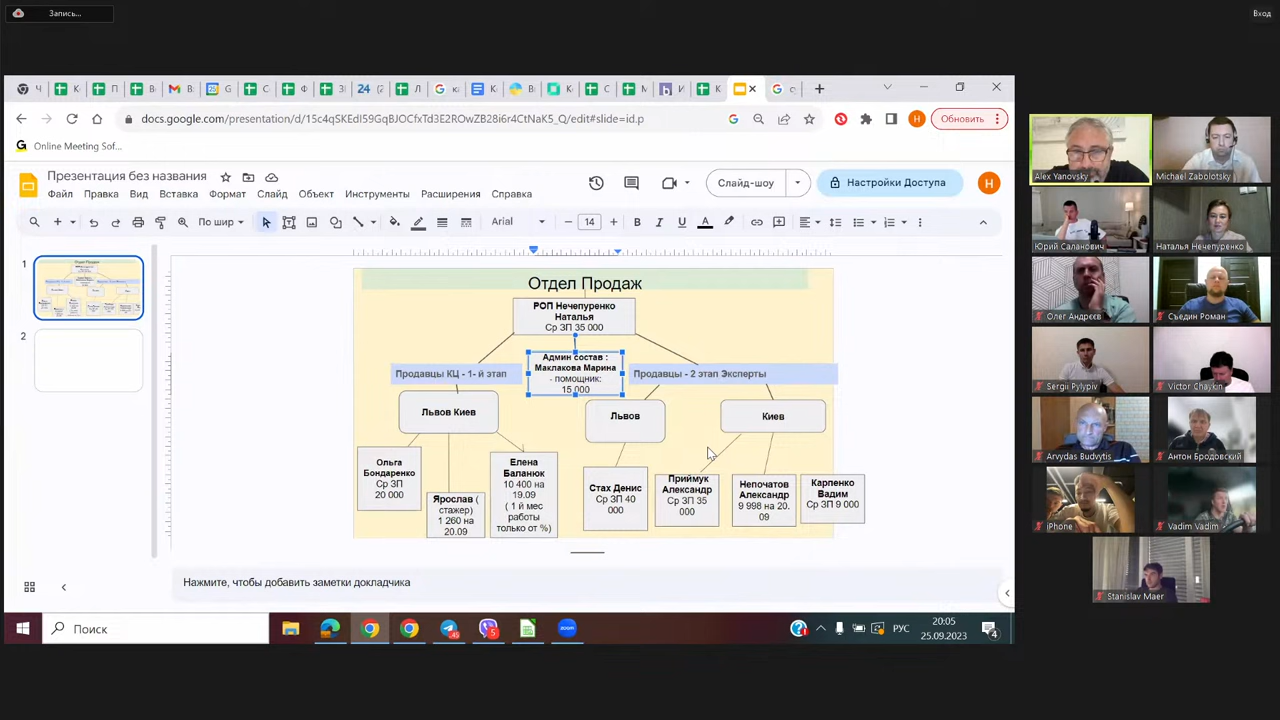 Запись...
Вход
docs.google.com/presentation/d/15c4qSKEdI59GqBJOCfxTd3E2ROwZB28i6r4CtNaK5_Q/edit#slide=id.p
Обновить
Online Meeting Sof...
Презентация без названия
Файл Правка Вид Вставка Формат Слайд Объект Инструменты Расширения Справка
Слайд-шоу
Настройки Доступа
По шир
Arial
14
1
2
Отдел Продаж
РОП Нечепуренко
Наталья
Ср ЗП 35 000
Админ состав :
Маклакова Марина
- помощник:
15 000
Продавцы КЦ - 1- й этап
Продавцы - 2 этап Эксперты
Львов Киев
Львов
Киев
Ольга
Бондаренко
Ср ЗП
20 000
Ярослав (
стажер)
1 260 на
20.09
Елена
Баланюк
10 400 на
19.09
( 1 й мес
работы
только от %)
Стах Денис
Ср ЗП 40
000
Приймук
Александр
Ср ЗП 35
000
Непочатов
Александр
9 998 на 20.
09
Карпенко
Вадим
Ср ЗП 9 000
Нажмите, чтобы добавить заметки докладчика
Поиск
РУС
20:05
25.09.2023
Alex Yanovsky
Michael Zabolotsky
Юрий Саланович
Наталья Нечепуренко
Олег Андрєєв
Съедин Роман
Sergii Pylypiv
Victor Chaykin
Arvydas Budvytis
Антон Бродовский
iPhone
Vadim Vadim
Stanislav Maer